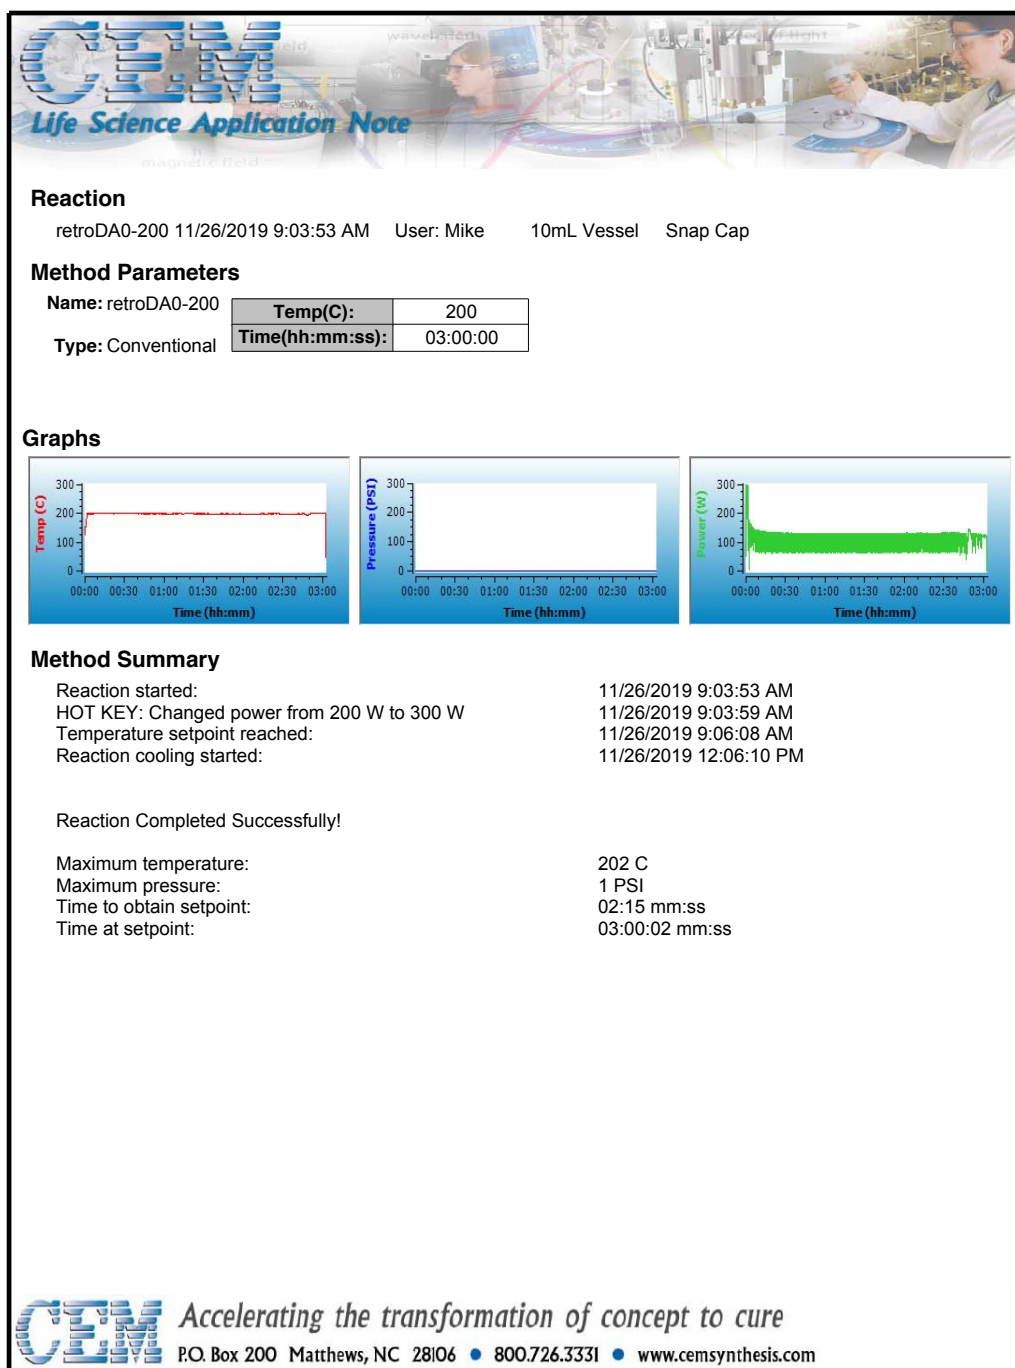 CEM
wavelength
of light
field
Life Science Application Note
magnetic field
Reaction
retroDA0-200 11/26/2019 9:03:53 AM User: Mike 10mL Vessel Snap Cap
Method Parameters
Name: retroDA0-200
Temp(C): 200
Time(hh:mm:ss): 03:00:00
Type: Conventional
Graphs
Temp (C)
300
200
100
0
00:00 00:30 01:00 01:30 02:00 02:30 03:00
Time (hh:mm)
Pressure (PSI)
300
200
100
0
00:00 00:30 01:00 01:30 02:00 02:30 03:00
Time (hh:mm)
Power (W)
300
200
100
0
00:00 00:30 01:00 01:30 02:00 02:30 03:00
Time (hh:mm)
Method Summary
Reaction started: 11/26/2019 9:03:53 AM
HOT KEY: Changed power from 200 W to 300 W 11/26/2019 9:03:59 AM
Temperature setpoint reached: 11/26/2019 9:06:08 AM
Reaction cooling started: 11/26/2019 12:06:10 PM
Reaction Completed Successfully!
Maximum temperature: 202 C
Maximum pressure: 1 PSI
Time to obtain setpoint: 02:15 mm:ss
Time at setpoint: 03:00:02 mm:ss
CEM Accelerating the transformation of concept to cure
P.O. Box 200 Matthews, NC 28106 • 800.726.3331 • www.cemsynthesis.com